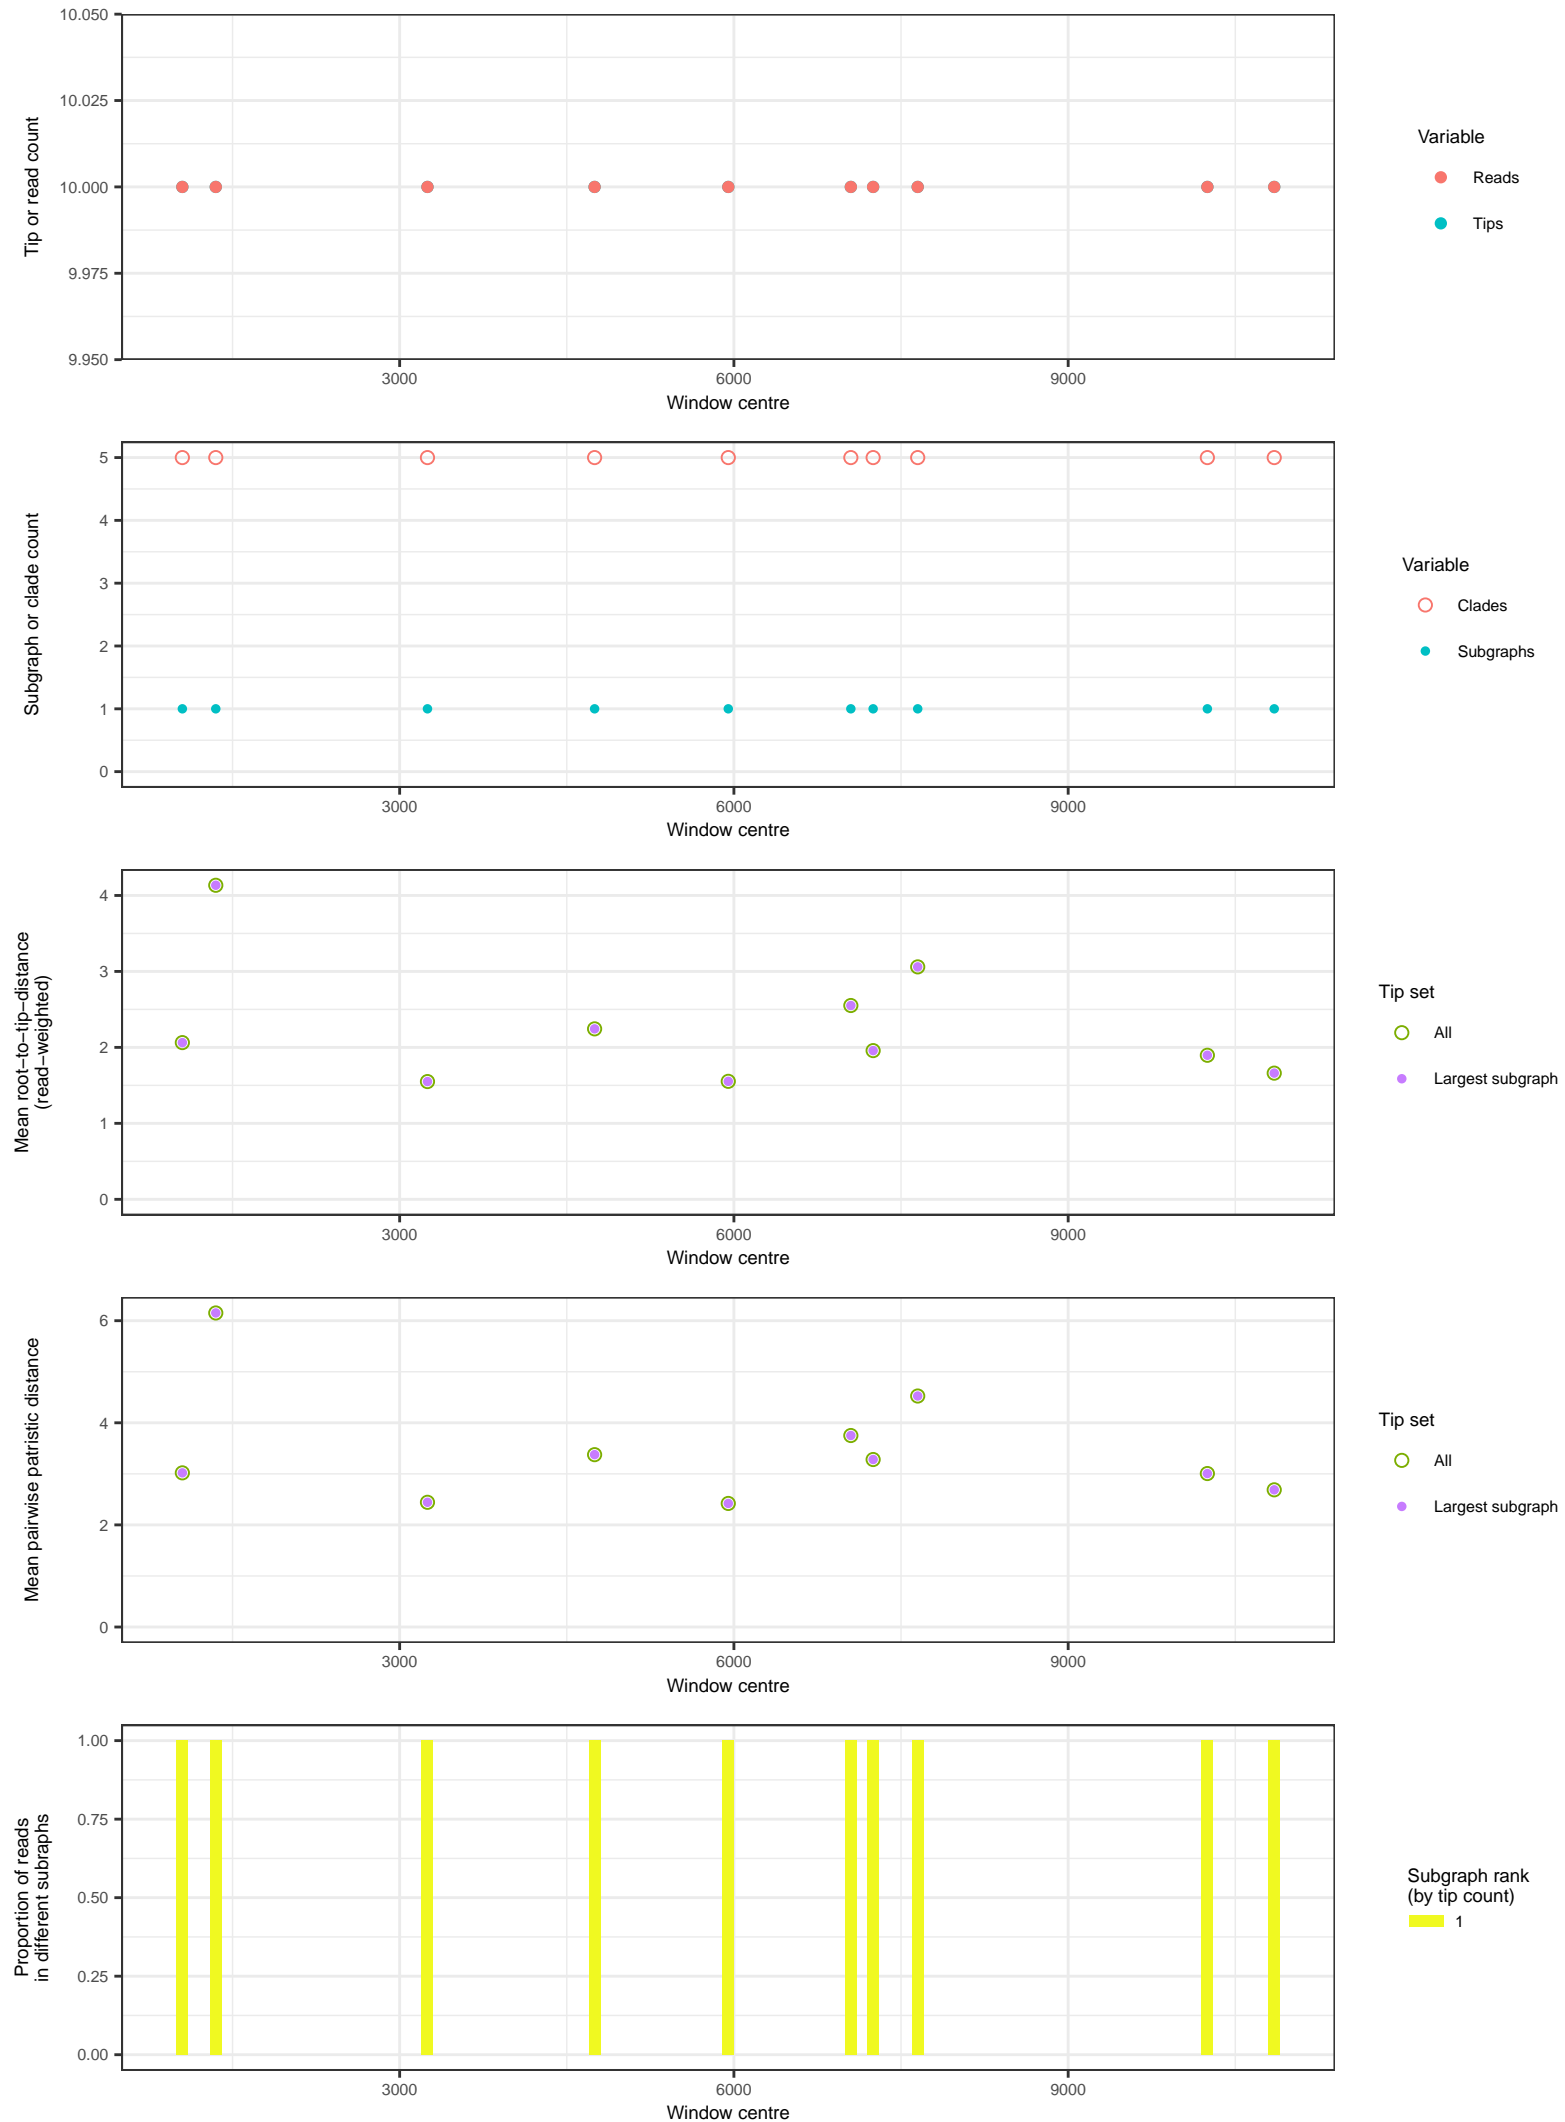 10.050
10.025
10.000
9.975
9.950
Tip or read count
3000
6000
9000
Window centre
Variable
Reads
Tips
5
4
3
2
1
0
Subgraph or clade count
3000
6000
9000
Window centre
Variable
Clades
Subgraphs
4
3
2
1
0
Mean root−to−tip−distance
(read−weighted)
3000
6000
9000
Window centre
Tip set
All
Largest subgraph
6
4
2
0
Mean pairwise patristic distance
3000
6000
9000
Window centre
Tip set
All
Largest subgraph
1.00
0.75
0.50
0.25
0.00
Proportion of reads
in different subraphs
3000
6000
9000
Window centre
Subgraph rank
(by tip count)
1